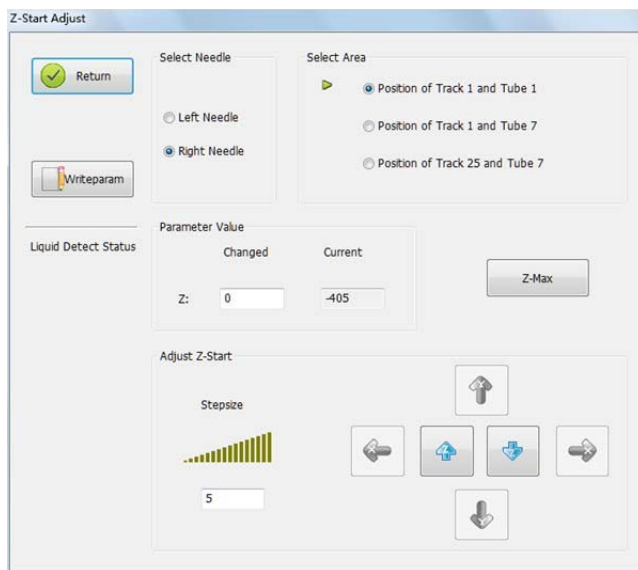 Z-Start Adjust
Return
Writeparam
Liquid Detect Status
Select Needle
Left Needle
Right Needle
Select Area
Position of Track 1 and Tube 1
Position of Track 1 and Tube 7
Position of Track 25 and Tube 7
Parameter Value
Changed Current
Z: 0 -405
Z-Max
Adjust Z-Start
Stepsize
5
Y
X Z Z X
Y